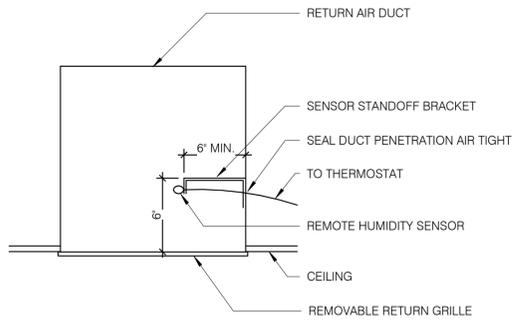 RETURN AIR DUCT
SENSOR STANDOFF BRACKET
SEAL DUCT PENETRATION AIR TIGHT
6" MIN.
TO THERMOSTAT
6"
REMOTE HUMIDITY SENSOR
CEILING
REMOVABLE RETURN GRILLE